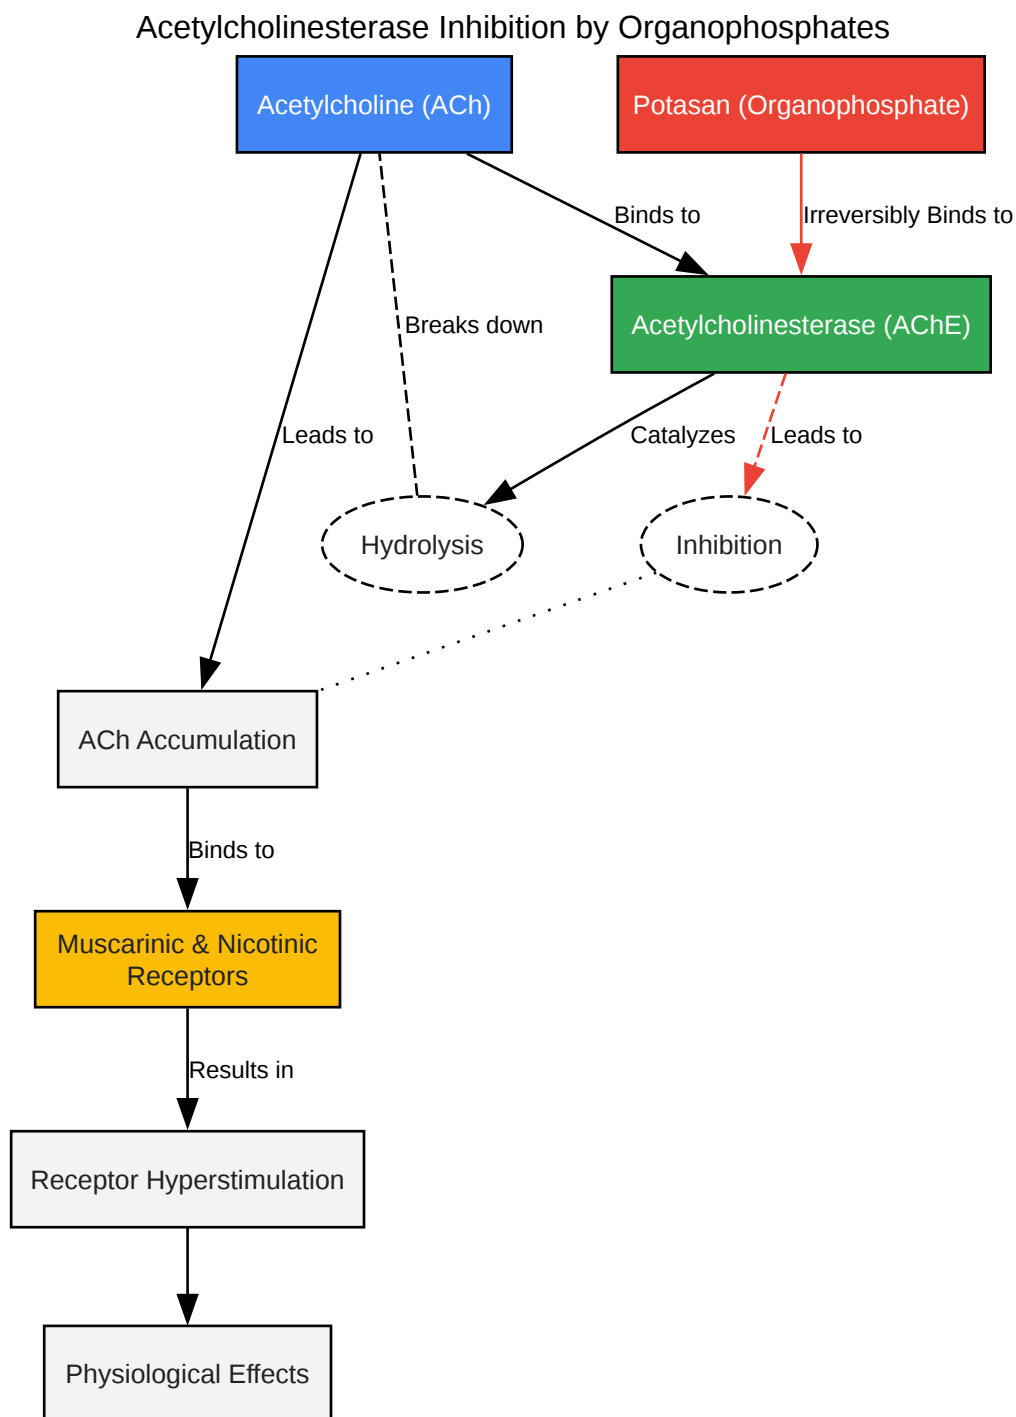 Acetylcholinesterase Inhibition by Organophosphates
Acetylcholine (ACh)
Potasan (Organophosphate)
Binds to
Irreversibly Binds to
Acetylcholinesterase (AChE)
Breaks down
Leads to
Catalyzes
Leads to
Hydrolysis
Inhibition
ACh Accumulation
Binds to
Muscarinic & Nicotinic
Receptors
Results in
Receptor Hyperstimulation
Physiological Effects